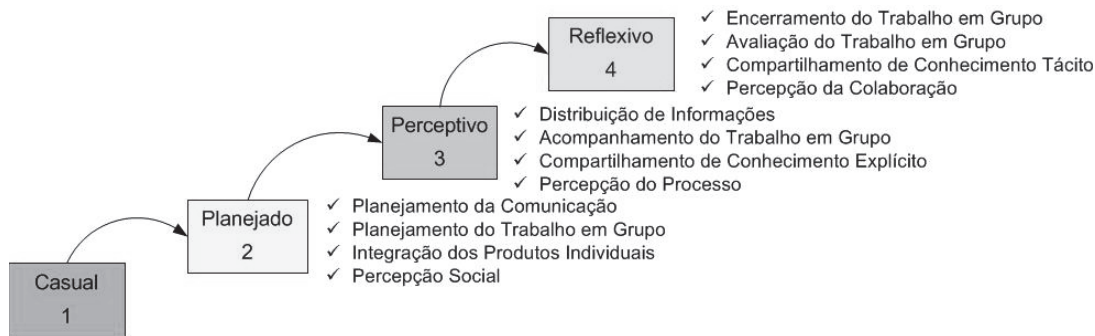 Reflexivo
4
✓ Encerramento do Trabalho em Grupo
✓ Avaliação do Trabalho em Grupo
✓ Compartilhamento de Conhecimento Tácito
✓ Percepção da Colaboração
Perceptivo
3
✓ Distribuição de Informações
✓ Acompanhamento do Trabalho em Grupo
✓ Compartilhamento de Conhecimento Explícito
✓ Percepção do Processo
Planejado
2
✓ Planejamento da Comunicação
✓ Planejamento do Trabalho em Grupo
✓ Integração dos Produtos Individuais
✓ Percepção Social
Casual
1